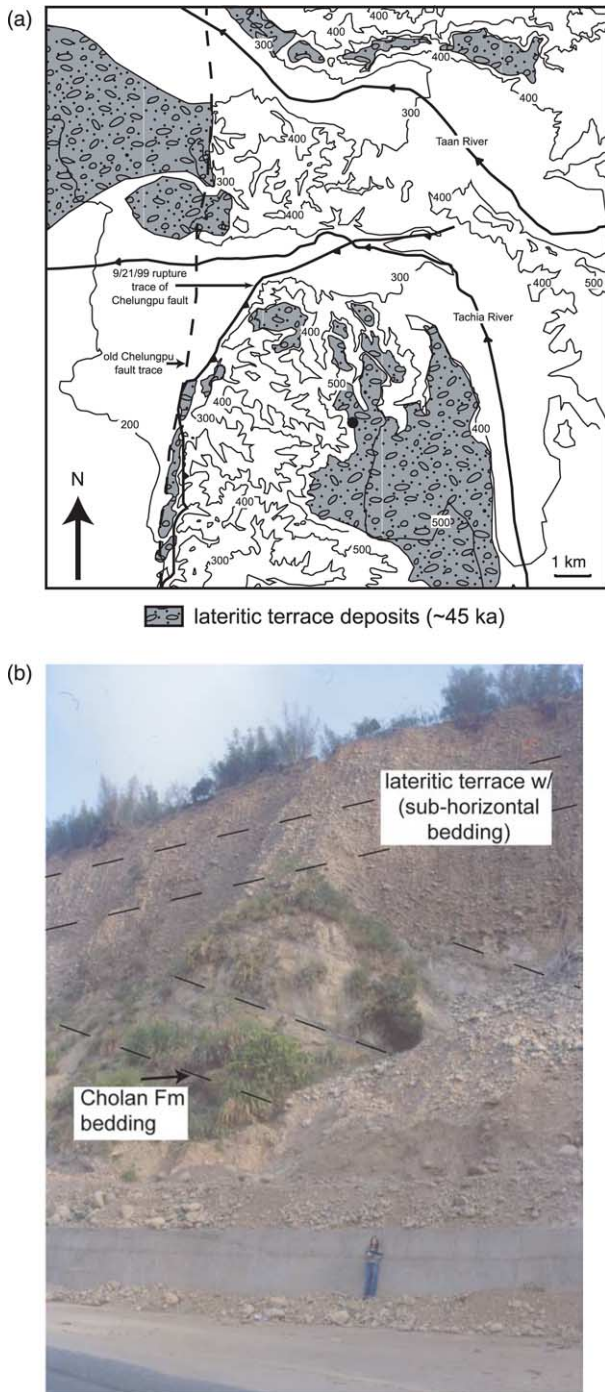 (a)
400
400
300
400
400
300
Taan River
400
400
300
400
300
400
500
9/21/99 rupture
trace of
Chelungpu fault
300
400
Tachia River
old Chelungpu
fault trace
400
500
300
400
200
N
400
500
500
300
1 km
lateritic terrace deposits (~45 ka)
(b)
lateritic terrace w/
(sub-horizontal
bedding)
Cholan Fm
bedding